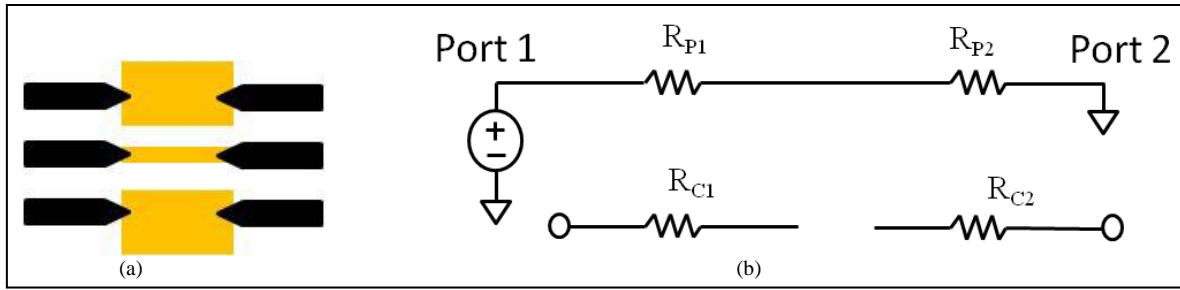 Port 1
R_P1
R_P2
Port 2
+
−
R_C1
R_C2
(a)
(b)